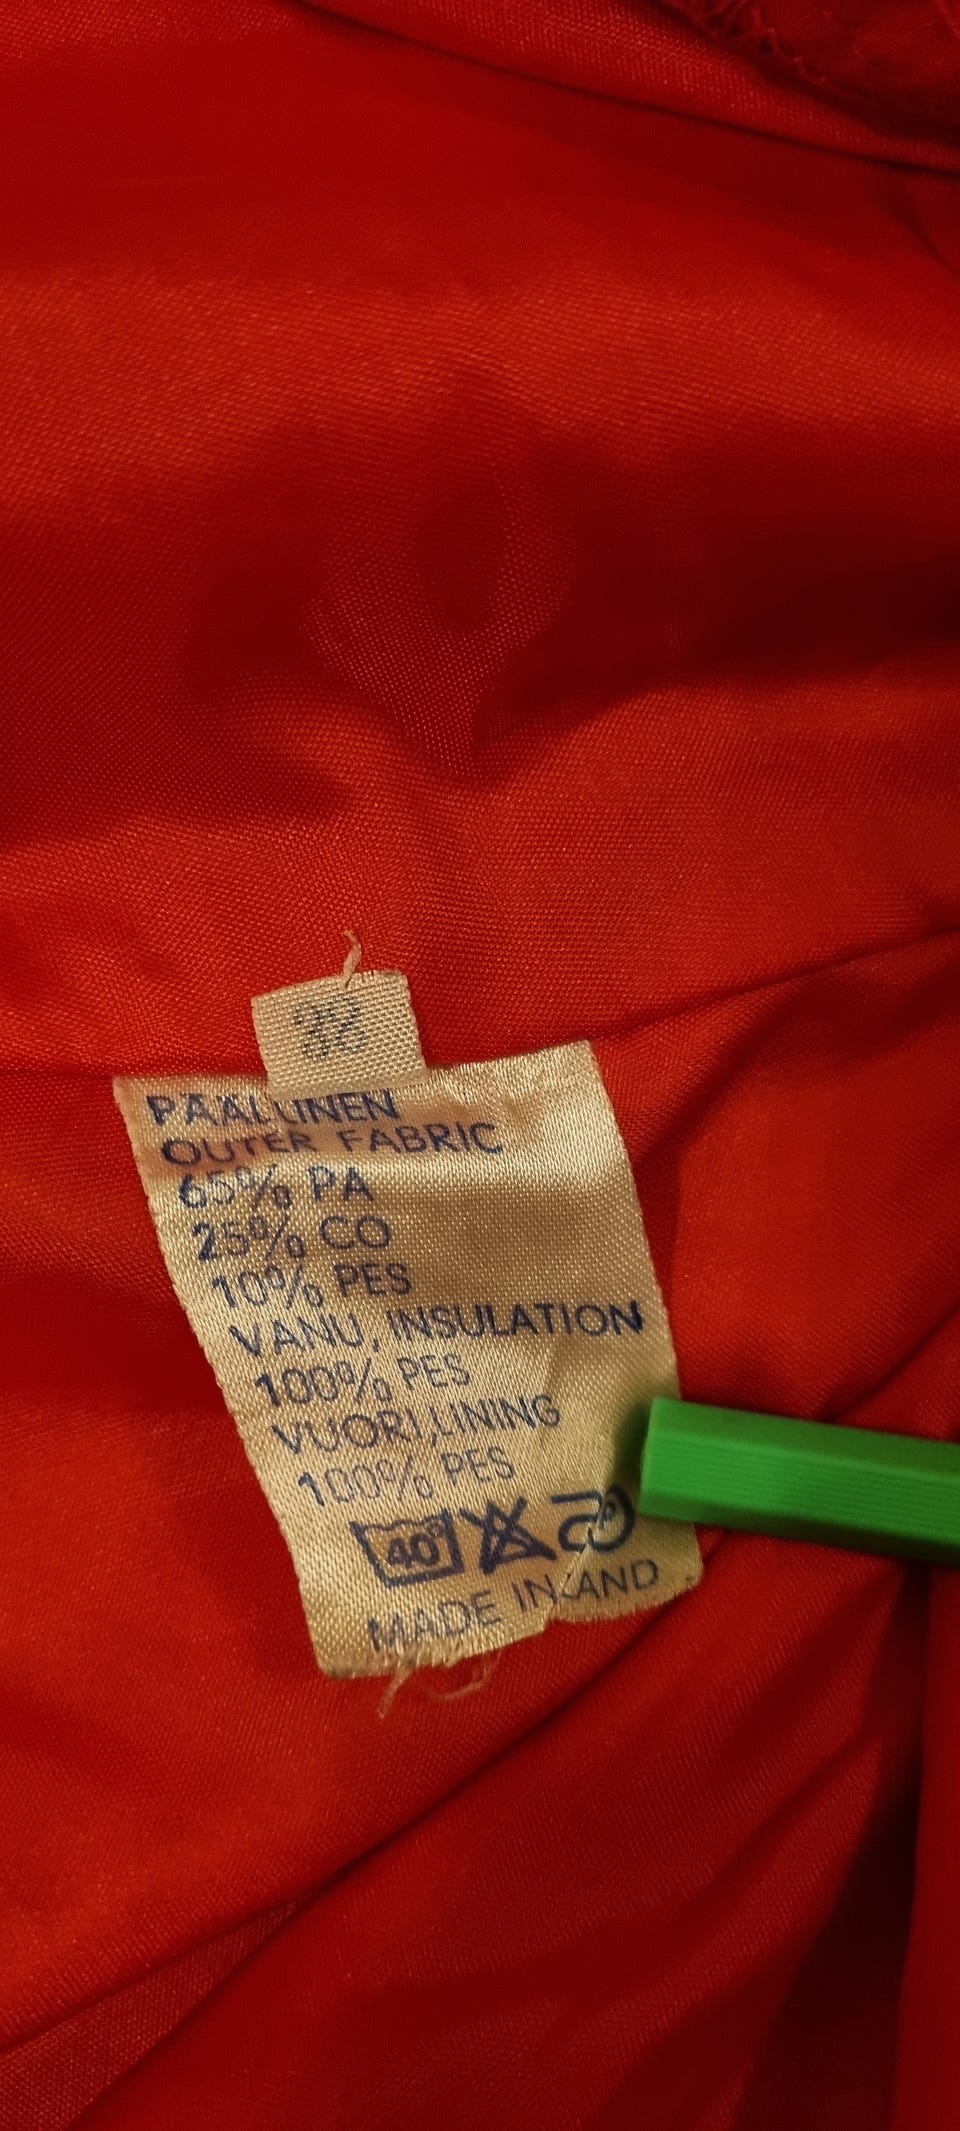 98
PÄÄLLINEN
OUTER FABRIC
65% PA
25% CO
10% PES
VANU, INSULATION
100% PES
VUORI, LINING
100% PES
40°
MADE IN